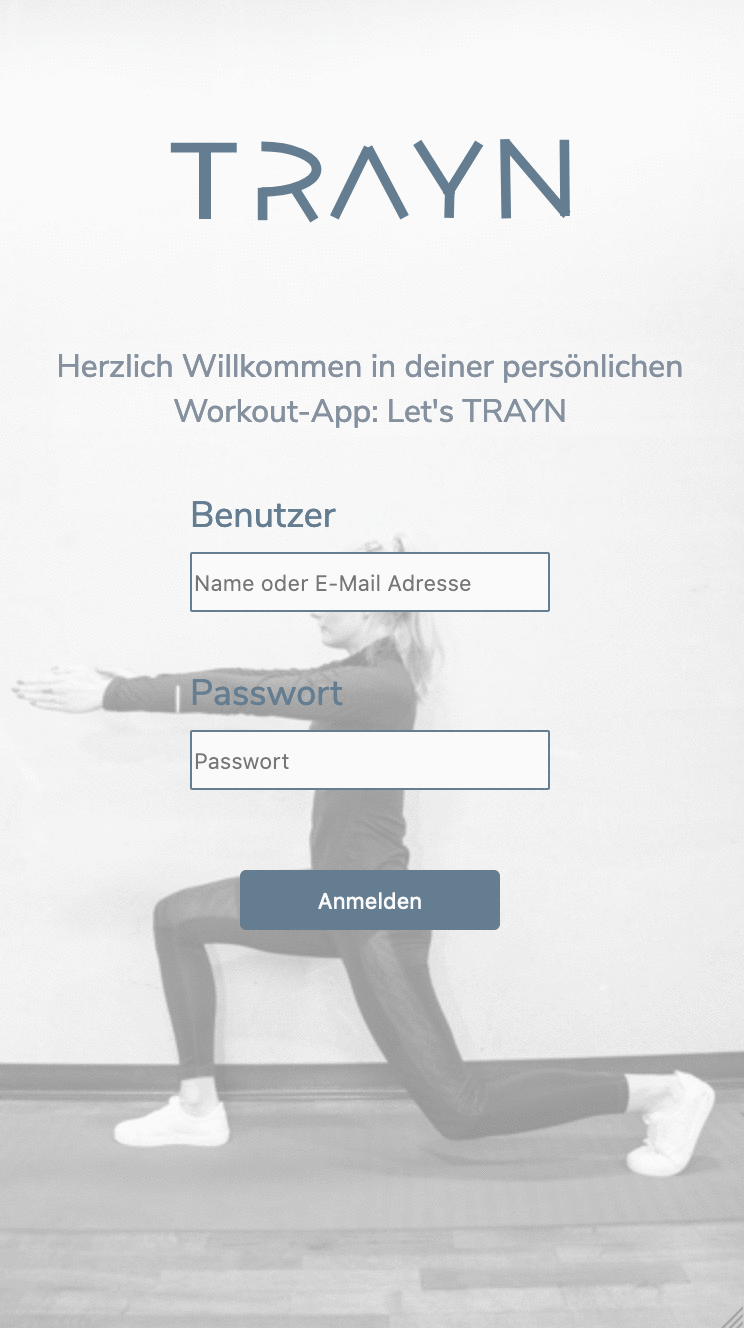 TRAYN
Herzlich Willkommen in deiner persönlichen
Workout-App: Let's TRAYN
Benutzer
Name oder E-Mail Adresse
Passwort
Passwort
Anmelden